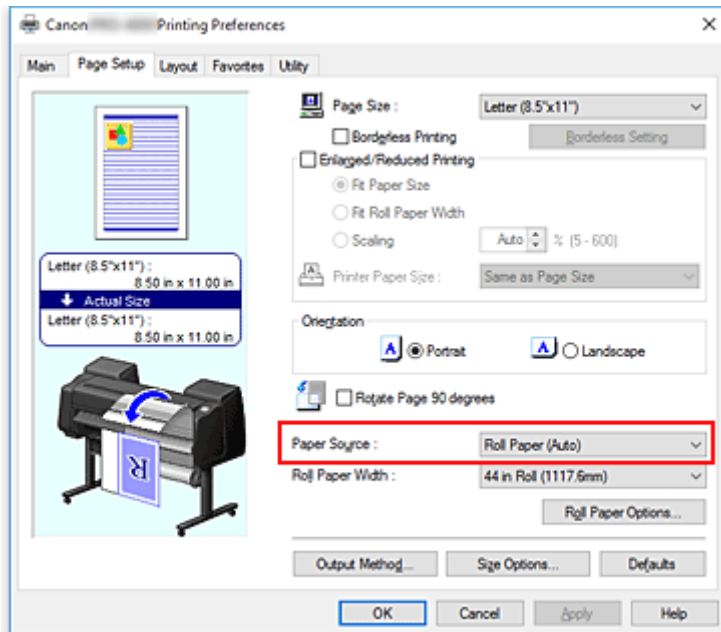 Canon Printing Preferences
Main Page Setup Layout Favorites Utility
Page Size : Letter (8.5"x11")
Borderless Printing Borderless Setting
Enlarged/Reduced Printing
Fit Paper Size
Fit Roll Paper Width
Scaling Auto % (5 - 600)
Printer Paper Size : Same as Page Size
Letter (8.5"x11") :
8.50 in x 11.00 in
Actual Size
Letter (8.5"x11") :
8.50 in x 11.00 in
Orientation
A Portrait A Landscape
Rotate Page 90 degrees
R
Paper Source : Roll Paper (Auto)
Roll Paper Width : 44 in Roll (1117.6mm)
Roll Paper Options...
Output Method... Size Options... Defaults
OK Cancel Apply Help